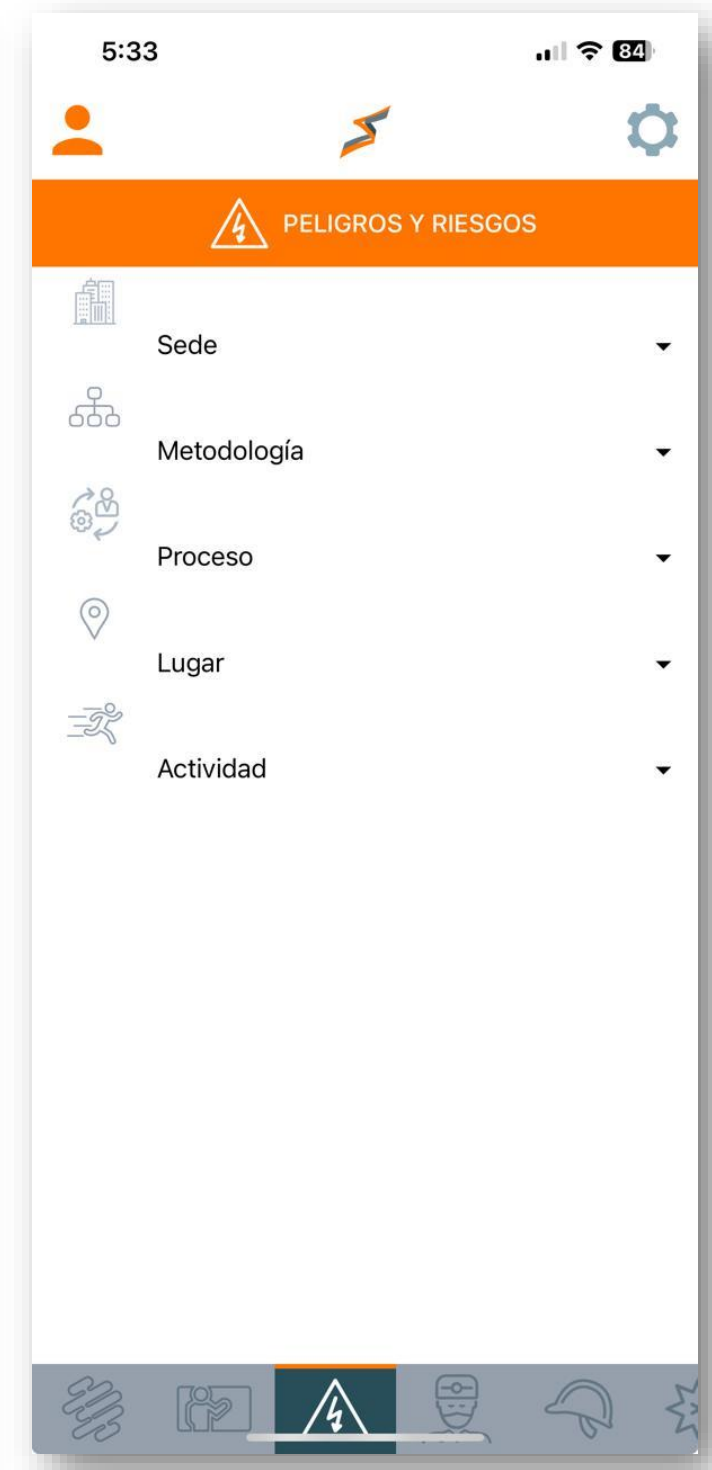 5:33
84
PELIGROS Y RIESGOS
Sede
Metodología
Proceso
Lugar
Actividad